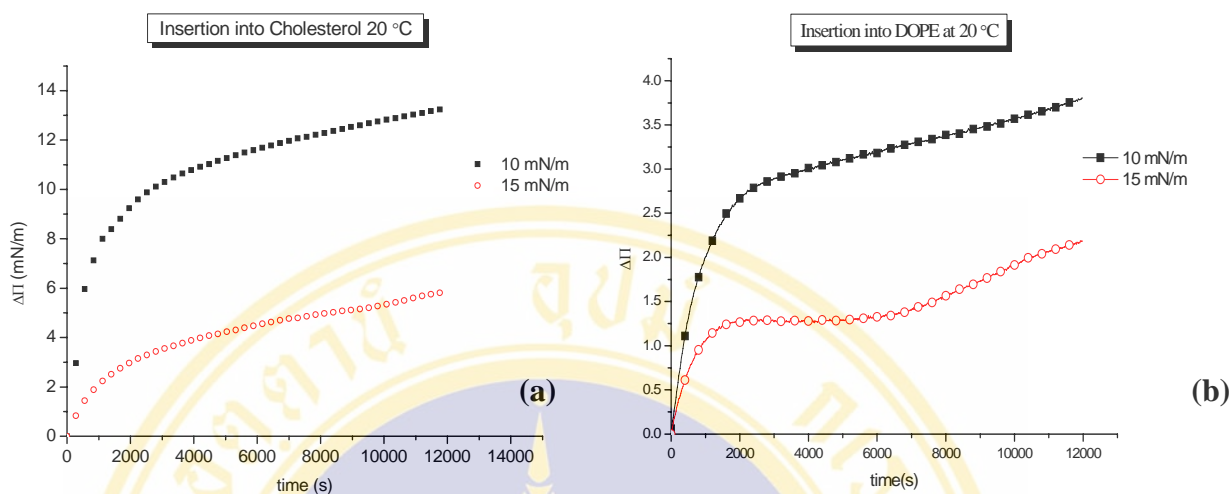 Insertion into Cholesterol 20 °C
14
12
10
8
6
4
2
0
ΔΠ (mN/m)
0 2000 4000 6000 8000 10000 12000 14000
time (s)
10 mN/m
15 mN/m
(a)
Insertion into DOPE at 20 °C
4.0
3.5
3.0
2.5
2.0
1.5
1.0
0.5
0.0
ΔΠ
0 2000 4000 6000 8000 10000 12000
time(s)
10 mN/m
15 mN/m
(b)